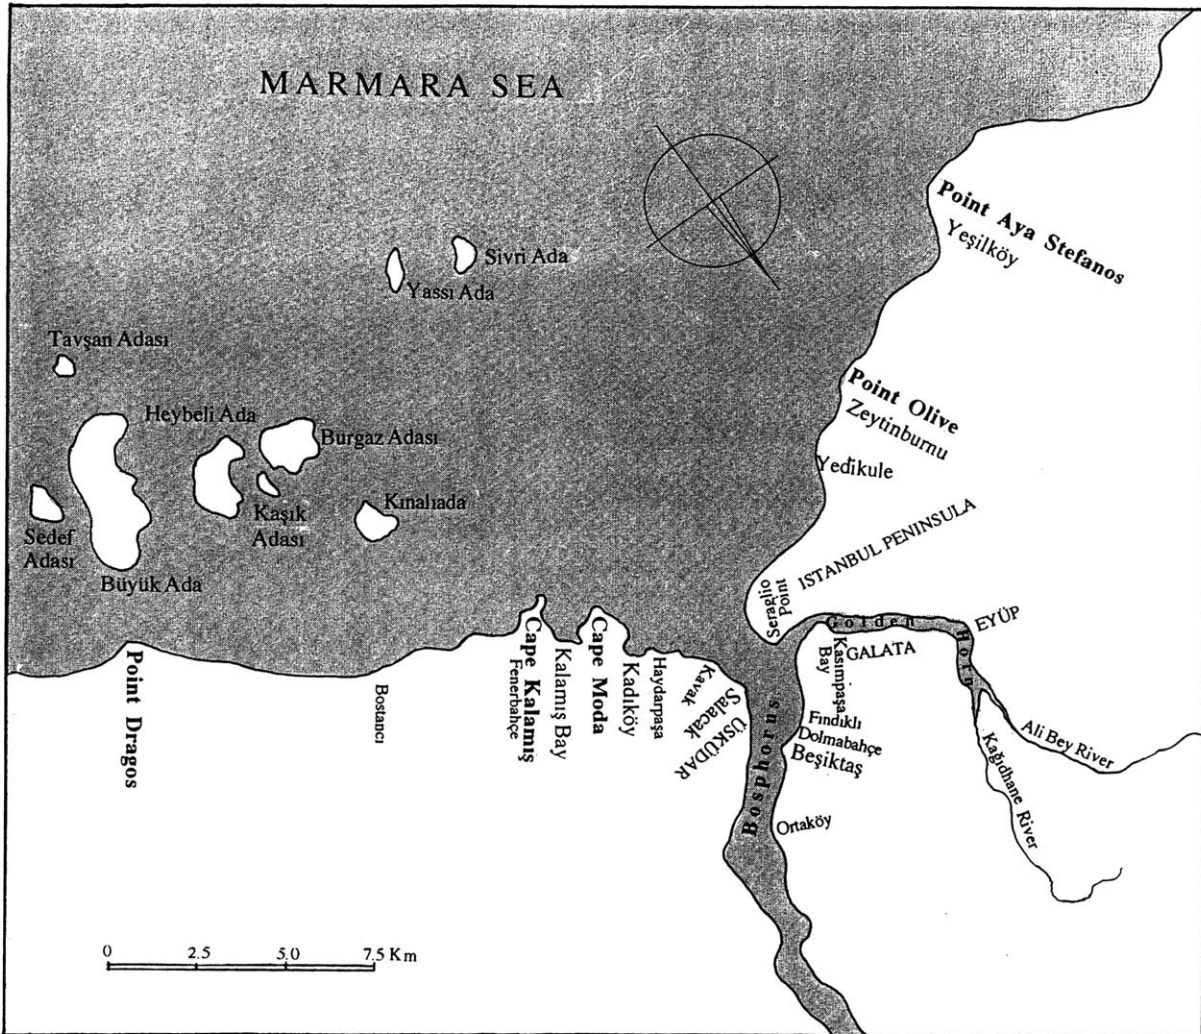 MARMARA SEA
Point Aya Stefanos
Yeşilköy
Sivri Ada
Yassı Ada
Tavşan Adası
Point Olive
Zeytinburnu
Heybeli Ada
Burgaz Adası
Yedikule
Kınalıada
Kaşık
Adası
Sedef
Adası
Büyük Ada
ISTANBUL PENINSULA
Sieraglio
Point
Golden Horn
EYÜP
GALATA
Kasımpaşa
Bay
Point Dragos
Bostancı
Fenerbahçe
Cape Kalamış
Kalamış Bay
Cape Moda
Kadıköy
Haydarpaşa
Kavak
Salacak
ÜSKÜDAR
Bosphorus
Fındıklı
Dolmabahçe
Beşiktaş
Ortaköy
Ali Bey River
Kağıdhane River
0 2.5 5.0 7.5 Km